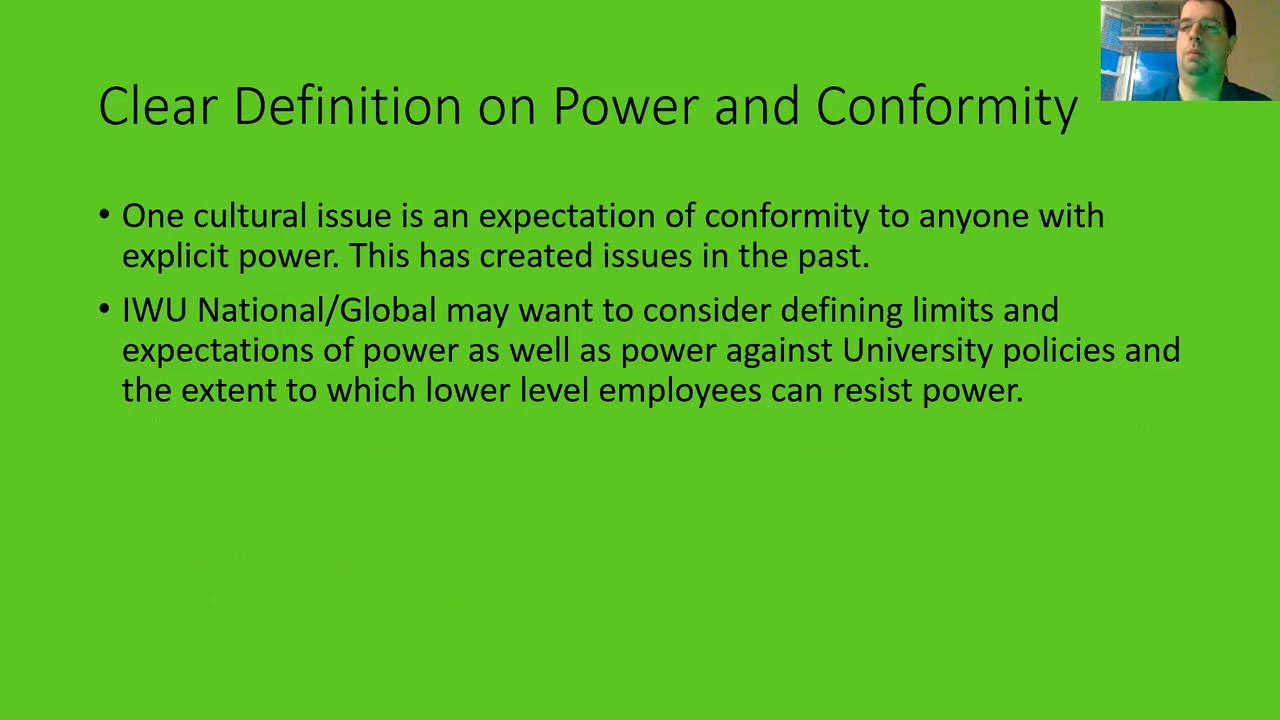 Clear Definition on Power and Conformity
• One cultural issue is an expectation of conformity to anyone with
explicit power. This has created issues in the past.
• IWU National/Global may want to consider defining limits and
expectations of power as well as power against University policies and
the extent to which lower level employees can resist power.